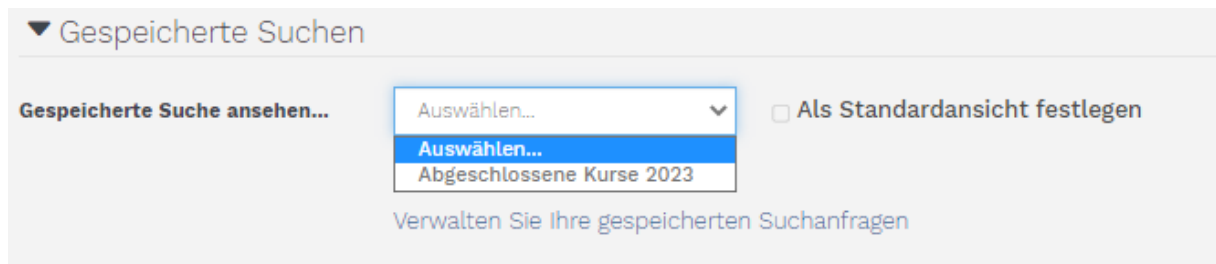 Gespeicherte Suchen
Gespeicherte Suche ansehen...
Auswählen...
Als Standardansicht festlegen
Auswählen...
Abgeschlossene Kurse 2023
Verwalten Sie Ihre gespeicherten Suchanfragen